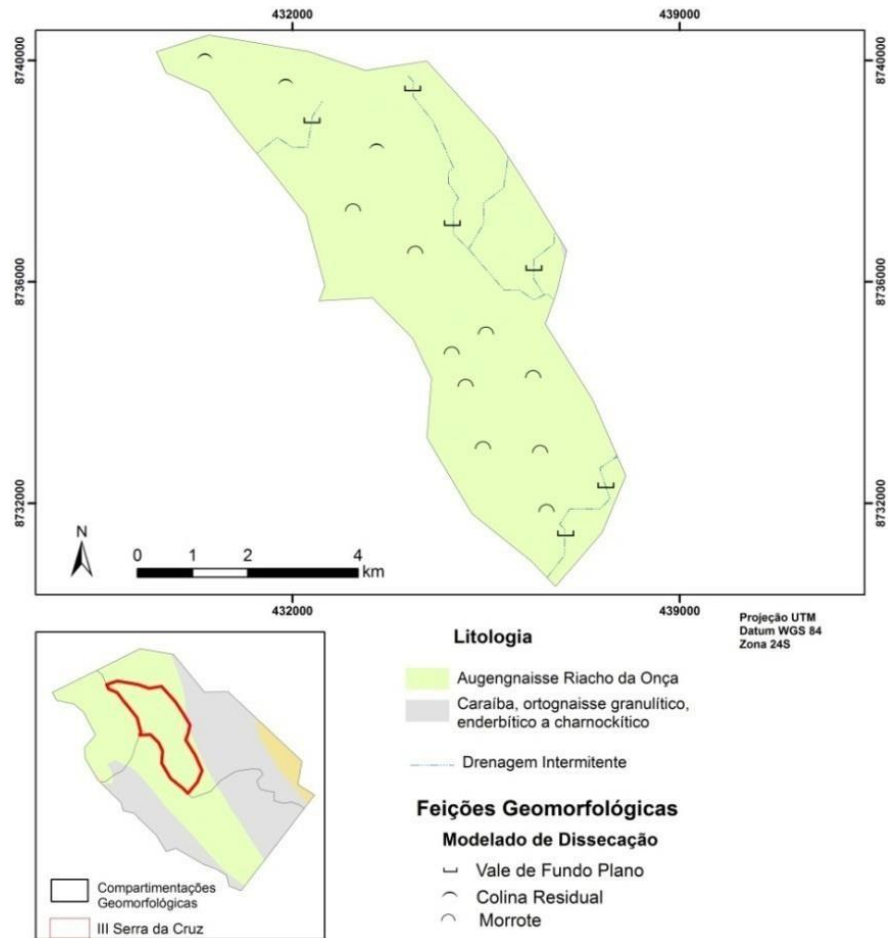 432000
439000
8740000
8740000
8736000
8736000
8732000
8732000
N
0 1 2 4
km
432000
439000
Projeção UTM
Datum WGS 84
Zona 24S
Litologia
Augengnaisse Riacho da Onça
Caraíba, ortognaisse granulítico,
enderbítico a charnockítico
Drenagem Intermitente
Feições Geomorfológicas
Modelado de Dissecação
Vale de Fundo Plano
Colina Residual
Morrote
Compartimentações
Geomorfológicas
III Serra da Cruz